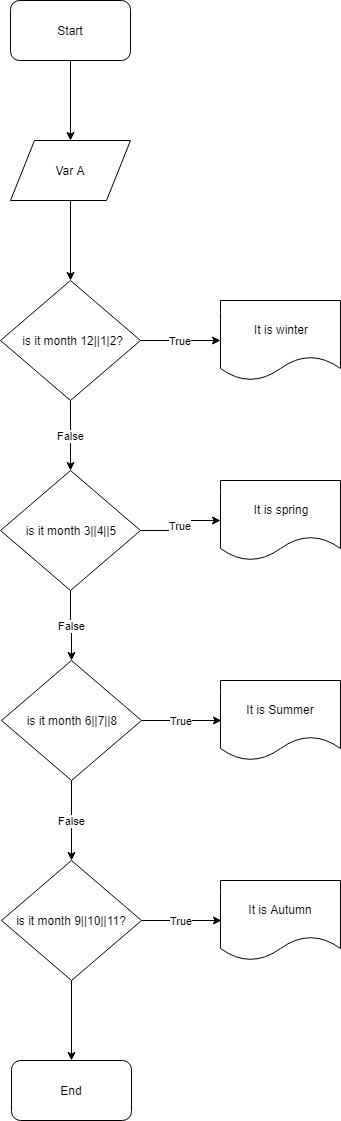 Start
Var A
is it month 12||1|2?
True
It is winter
False
is it month 3||4||5
True
It is spring
False
is it month 6||7||8
True
It is Summer
False
is it month 9||10||11?
True
It is Autumn
End